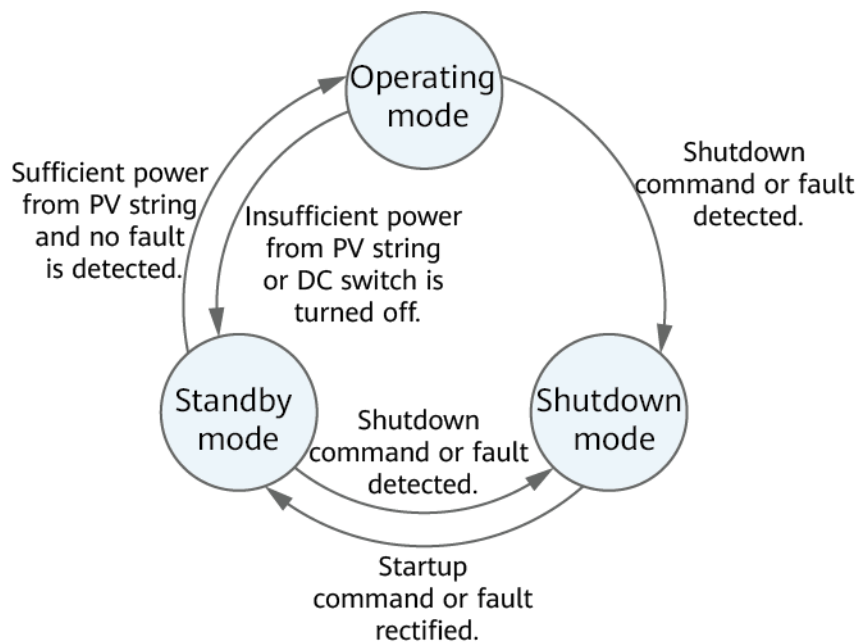 Operating
mode
Shutdown
command or fault
detected.
Sufficient power
from PV string
and no fault
is detected.
Insufficient power
from PV string
or DC switch is
turned off.
Standby
mode
Shutdown
command or fault
detected.
Shutdown
mode
Startup
command or fault
rectified.